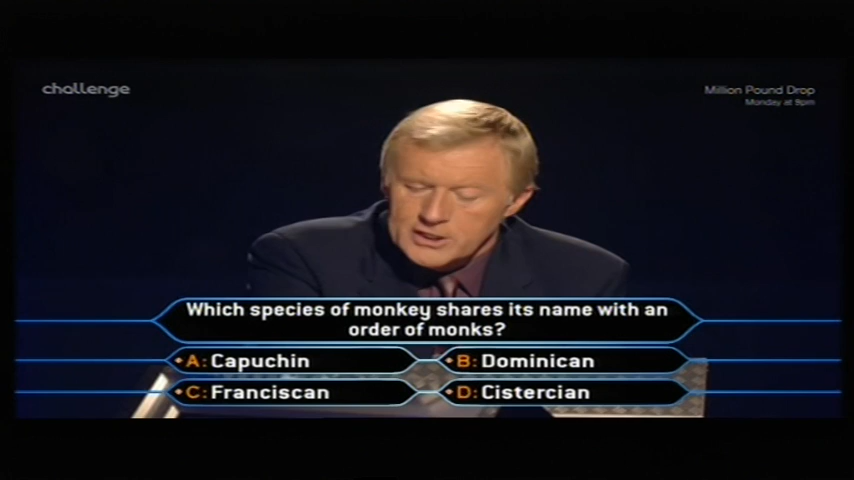 challenge
Million Pound Drop
Monday at 8pm
Which species of monkey shares its name with an
order of monks?
A: Capuchin
B: Dominican
C: Franciscan
D: Cistercian